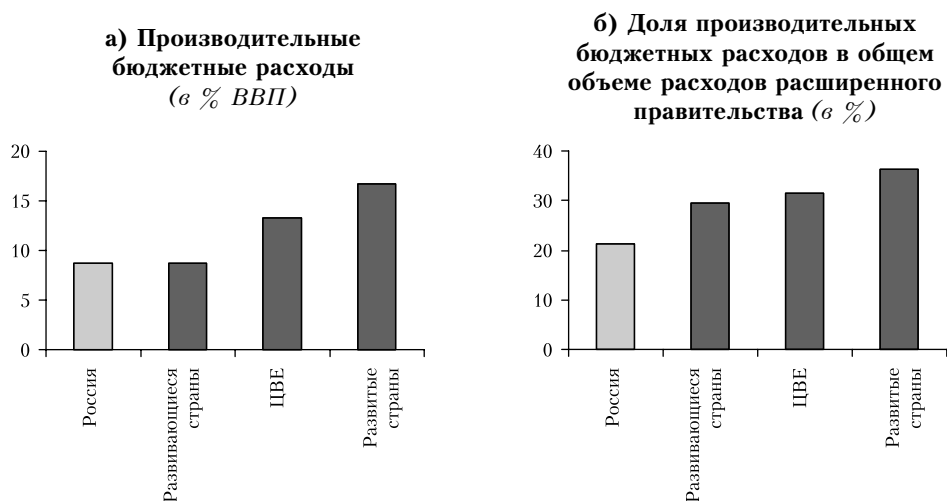 а) Производительные
бюджетные расходы
(в % ВВП)
20
15
10
5
0
Россия
Развивающиеся
страны
ЦВЕ
Развитые
страны
б) Доля производительных
бюджетных расходов в общем
объеме расходов расширенного
правительства (в %)
40
30
20
10
0
Россия
Развивающиеся
страны
ЦВЕ
Развитые
страны